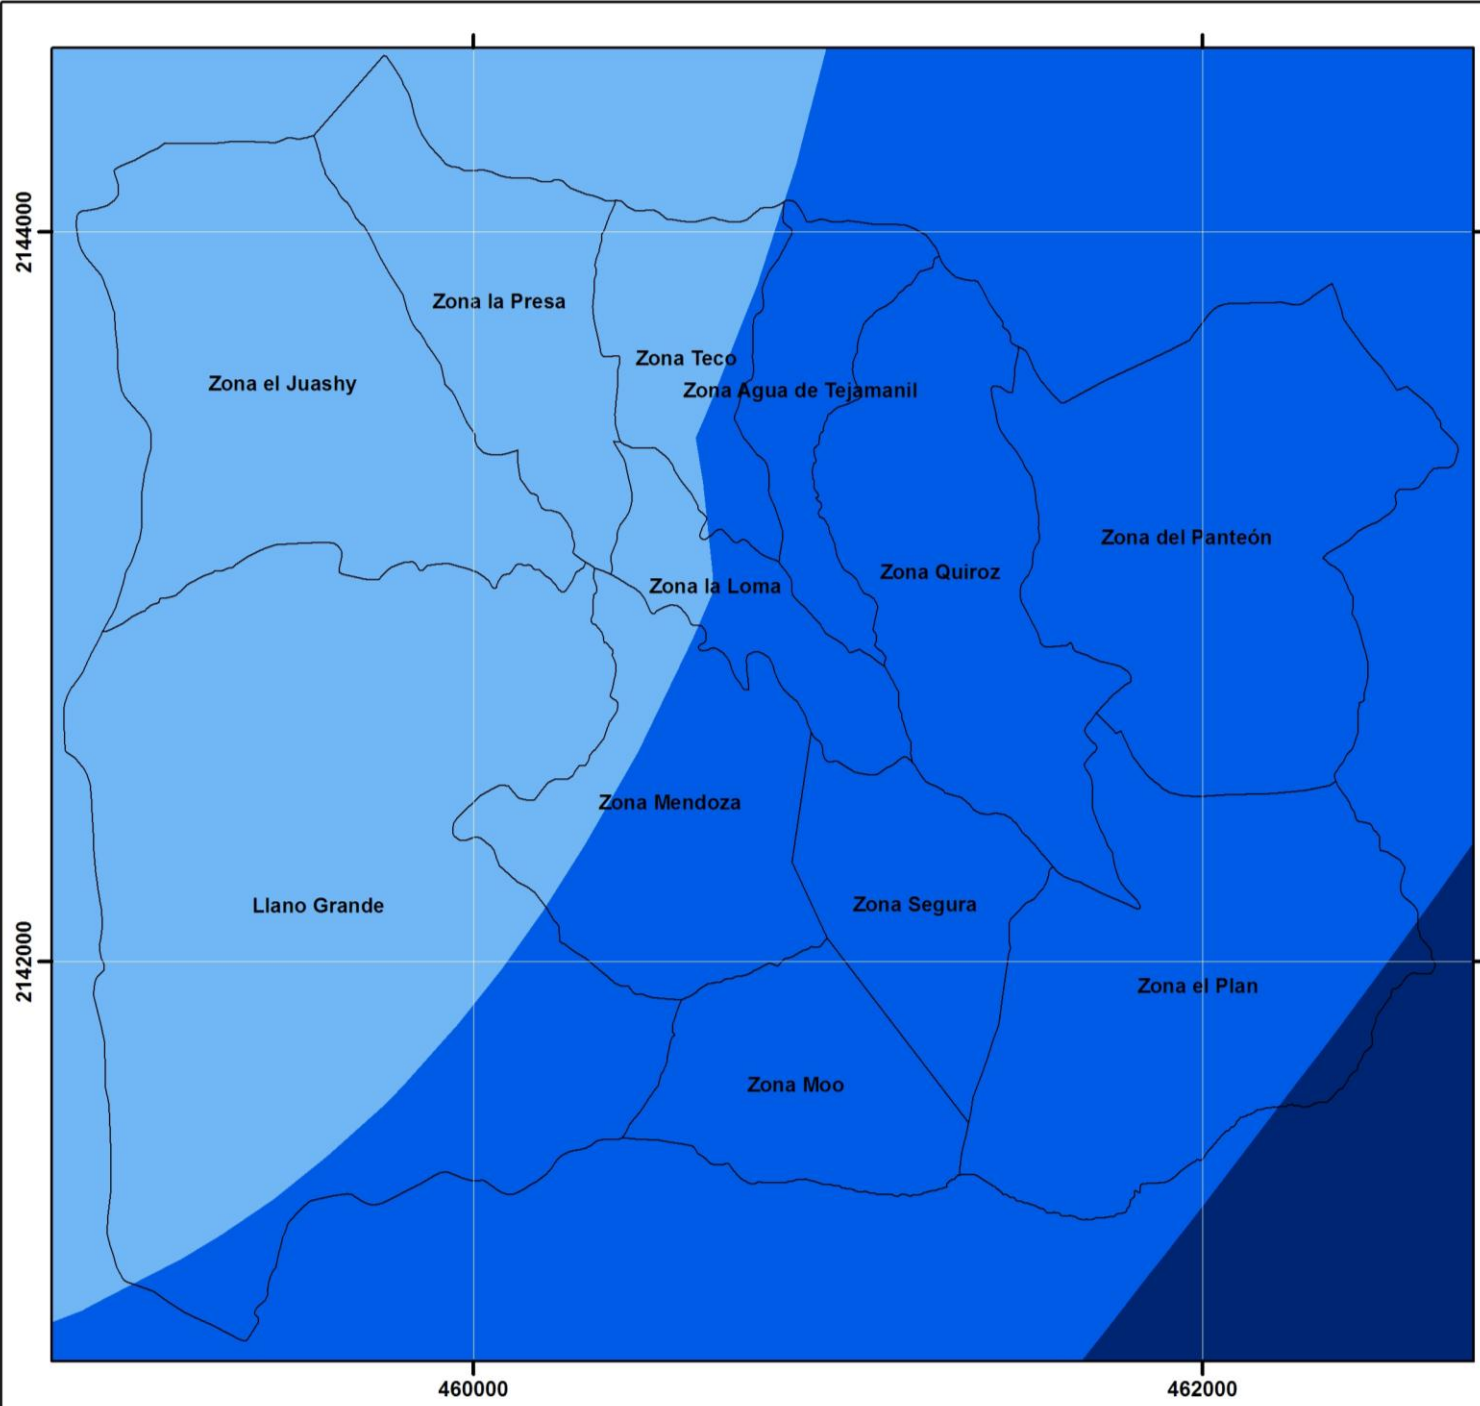 2144000
Zona la Presa
Zona Teco
Zona el Juashy
Zona Agua de Tejamanil
Zona del Panteón
Zona Quiroz
Zona la Loma
Zona Mendoza
Llano Grande
Zona Segura
2142000
Zona el Plan
Zona Moo
460000
462000